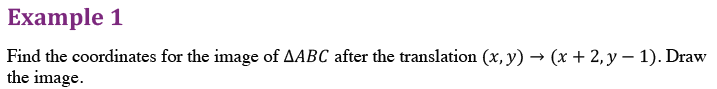 Example 1
Find the coordinates for the image of ΔABC after the translation (x, y) → (x + 2, y − 1). Draw
the image.